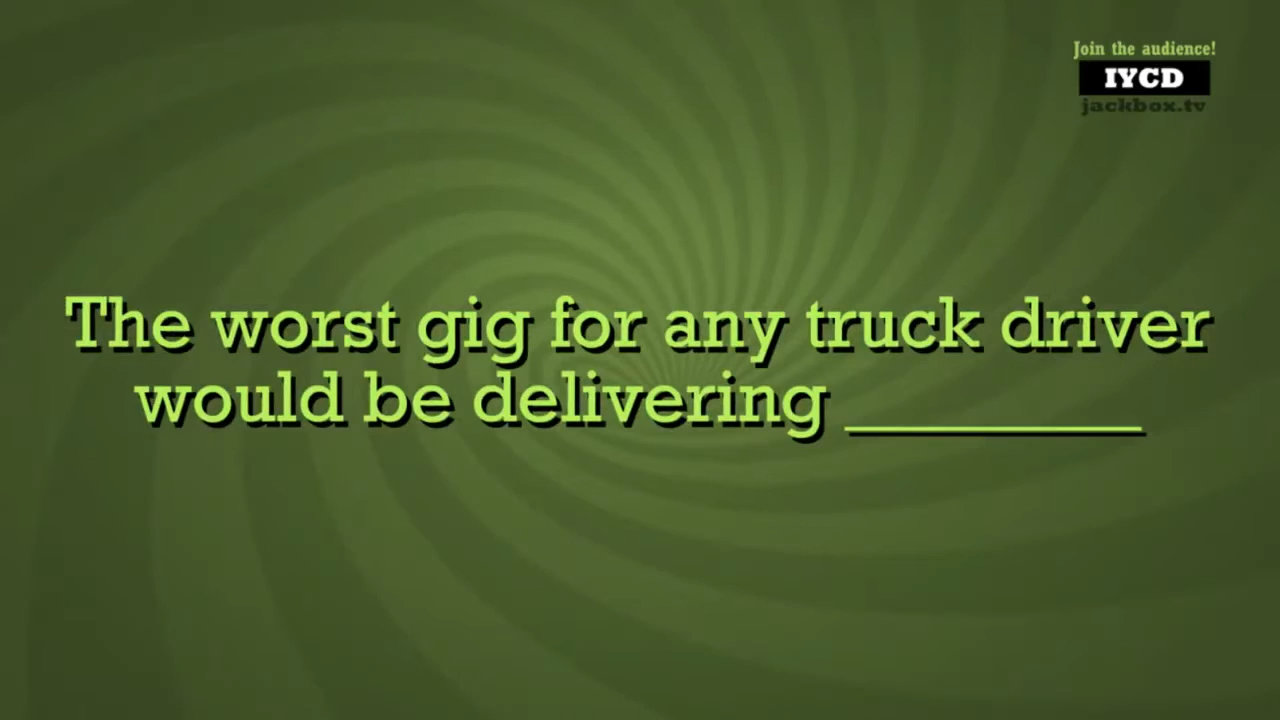 Join the audience!
IYCD
jackbox.tv
The worst gig for any truck driver
would be delivering ________